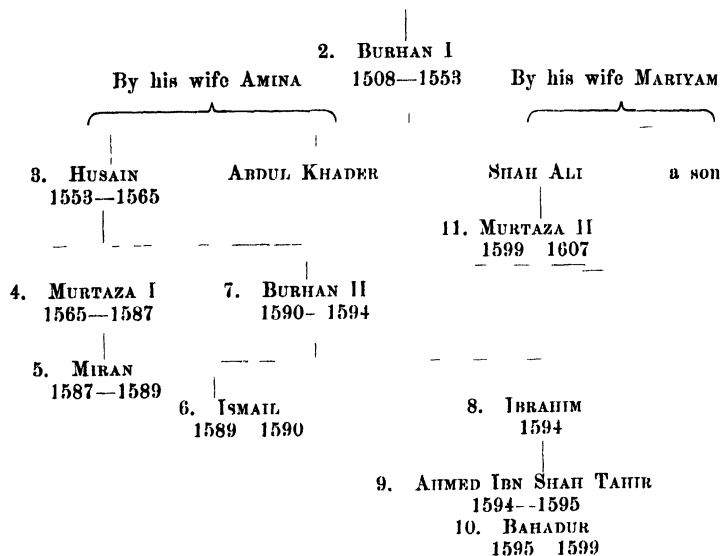 2. BURHAN I
By his wife AMINA 1508—1553 By his wife MARIYAM
3. HUSAIN ABDUL KHADER SHAH ALI a son
1553—1565
11. MURTAZA II
1599 1607
4. MURTAZA I 7. BURHAN II
1565—1587 1590- 1594
5. MIRAN
1587—1589
6. ISMAIL 8. IBRAHIM
1589 1590 1594
9. AHMED IBN SHAH TAHIR
1594--1595
10. BAHADUR
1595 1599